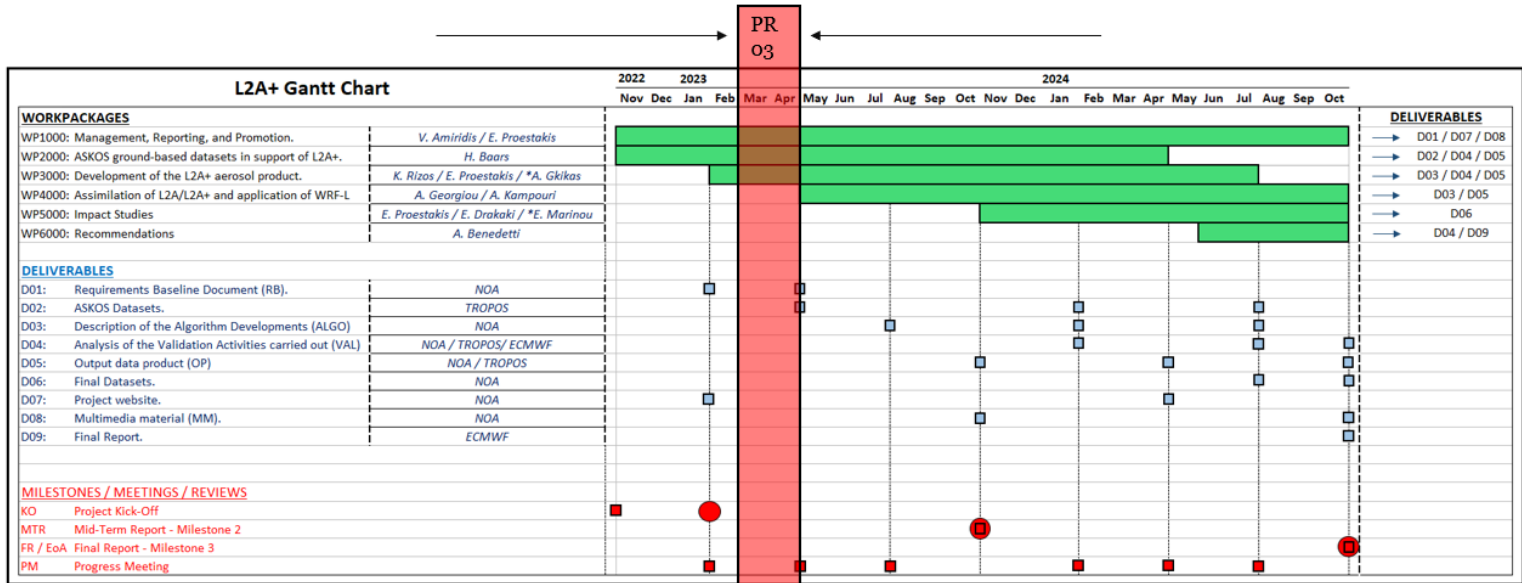 PR
03
L2A+ Gantt Chart
2022 2023 2024
Nov Dec Jan Feb Mar Apr May Jun Jul Aug Sep Oct Nov Dec Jan Feb Mar Apr May Jun Jul Aug Sep Oct
WORKPACKAGES DELIVERABLES
WP1000: Management, Reporting, and Promotion. V. Amiridis / E. Proestakis D01 / D07 / D08
WP2000: ASKOS ground-based datasets in support of L2A+. H. Baars D02 / D04 / D05
WP3000: Development of the L2A+ aerosol product. K. Rizos / E. Proestakis / *A. Gkikas D03 / D04 / D05
WP4000: Assimilation of L2A/L2A+ and application of WRF-L A. Georgiou / A. Kampouri D03 / D05
WP5000: Impact Studies E. Proestakis / E. Drakaki / *E. Marinou D06
WP6000: Recommendations A. Benedetti D04 / D09
DELIVERABLES
D01: Requirements Baseline Document (RB). NOA
D02: ASKOS Datasets. TROPOS
D03: Description of the Algorithm Developments (ALGO) NOA
D04: Analysis of the Validation Activities carried out (VAL) NOA / TROPOS/ ECMWF
D05: Output data product (OP) NOA / TROPOS
D06: Final Datasets. NOA
D07: Project website. NOA
D08: Multimedia material (MM). NOA
D09: Final Report. ECMWF
MILESTONES / MEETINGS / REVIEWS
KO Project Kick-Off
MTR Mid-Term Report - Milestone 2
FR / EoA Final Report - Milestone 3
PM Progress Meeting